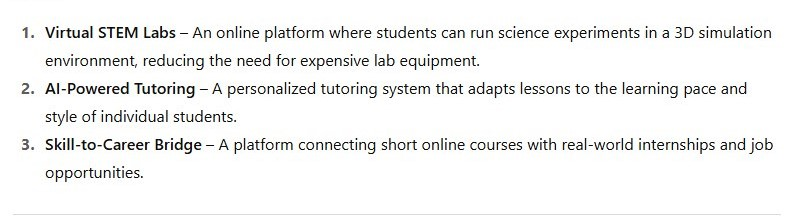 1. Virtual STEM Labs – An online platform where students can run science experiments in a 3D simulation
environment, reducing the need for expensive lab equipment.
2. AI-Powered Tutoring – A personalized tutoring system that adapts lessons to the learning pace and
style of individual students.
3. Skill-to-Career Bridge – A platform connecting short online courses with real-world internships and job
opportunities.